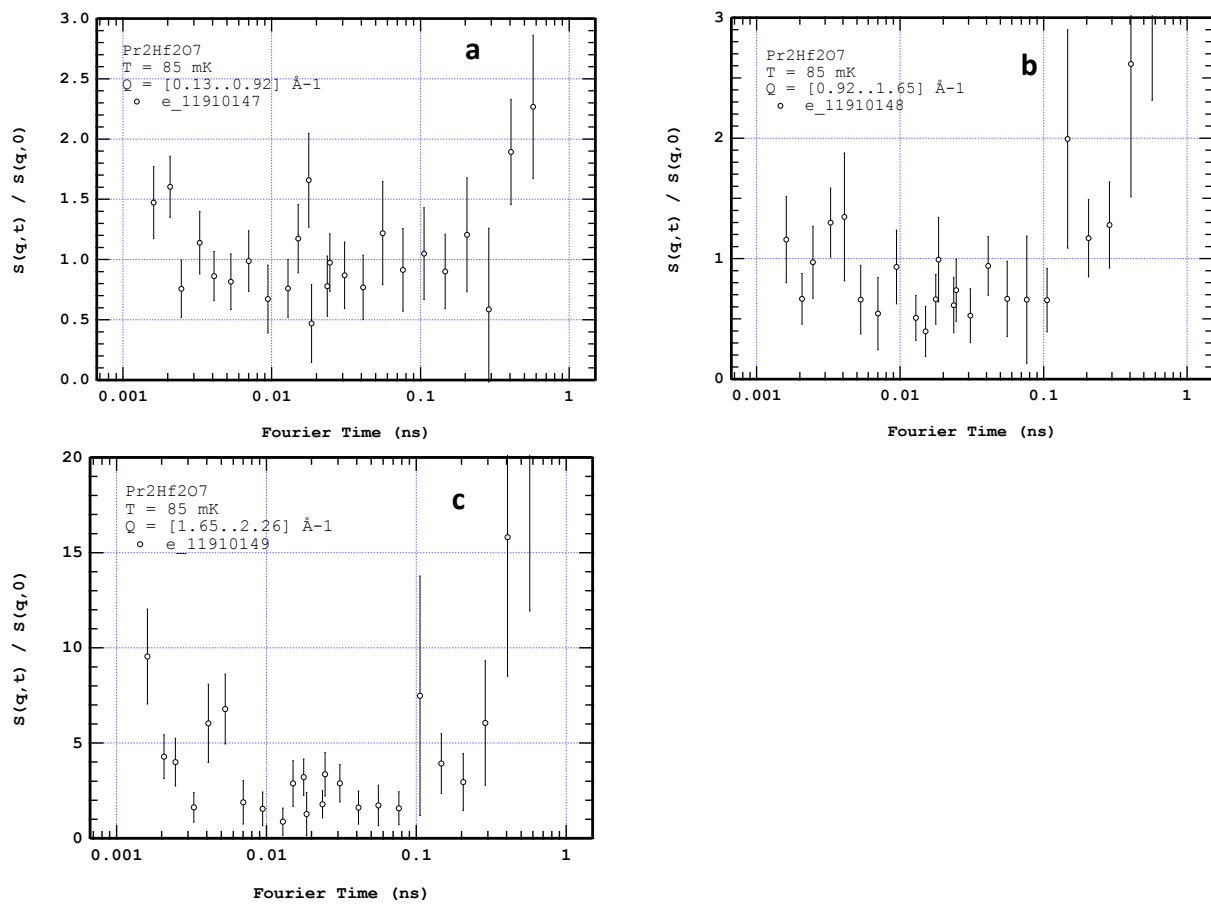 a
Pr2Hf2O7
T = 85 mK
Q = [0.13..0.92] Å-1
e_11910147
S(q,t) / S(q,0)
3.0
2.5
2.0
1.5
1.0
0.5
0.0
0.001
0.01
0.1
1
Fourier Time (ns)
b
Pr2Hf2O7
T = 85 mK
Q = [0.92..1.65] Å-1
e_11910148
S(q,t) / S(q,0)
3
2
1
0
0.001
0.01
0.1
1
Fourier Time (ns)
c
Pr2Hf2O7
T = 85 mK
Q = [1.65..2.26] Å-1
e_11910149
S(q,t) / S(q,0)
20
15
10
5
0
0.001
0.01
0.1
1
Fourier Time (ns)